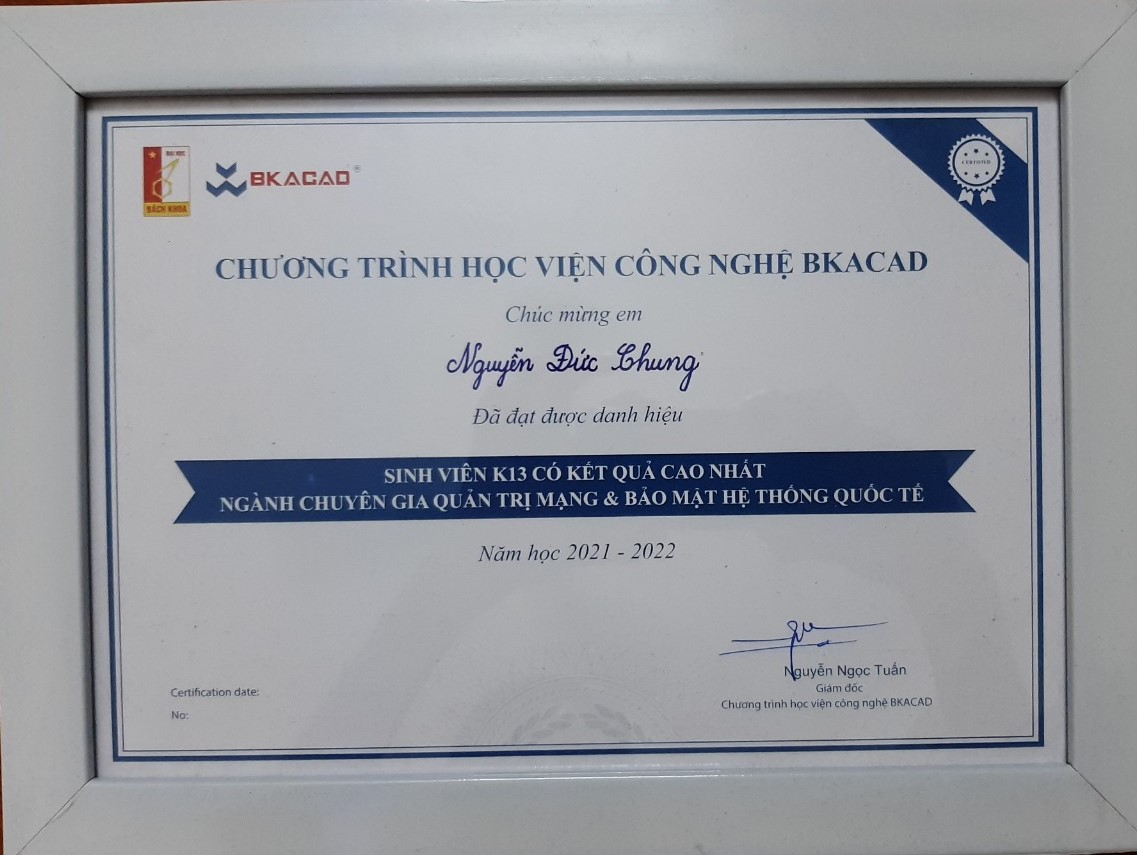 ĐẠI HỌC
BÁCH KHOA
BKACAD®
CERTIFIED
CHƯƠNG TRÌNH HỌC VIỆN CÔNG NGHỆ BKACAD
Chúc mừng em
Nguyễn Đức Chung
Đã đạt được danh hiệu
SINH VIÊN K13 CÓ KẾT QUẢ CAO NHẤT
NGÀNH CHUYÊN GIA QUẢN TRỊ MẠNG & BẢO MẬT HỆ THỐNG QUỐC TẾ
Năm học 2021 - 2022
Nguyễn Ngọc Tuấn
Giám đốc
Chương trình học viện công nghệ BKACAD
Certification date:
No: